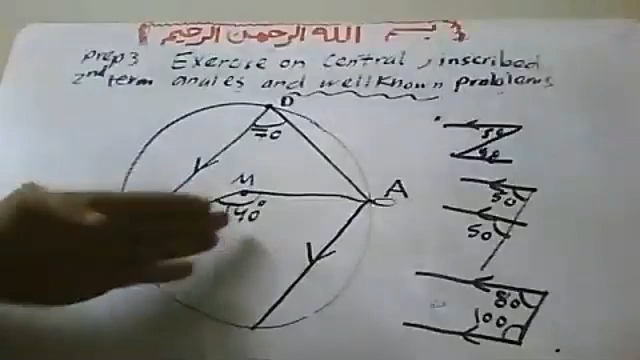 بسم الله الرحمن الرحيم
prep3 Exercise on central, inscribed
2nd term angles and wellknown problems
D
70
M
A
140°
50
50
50
50
80
100